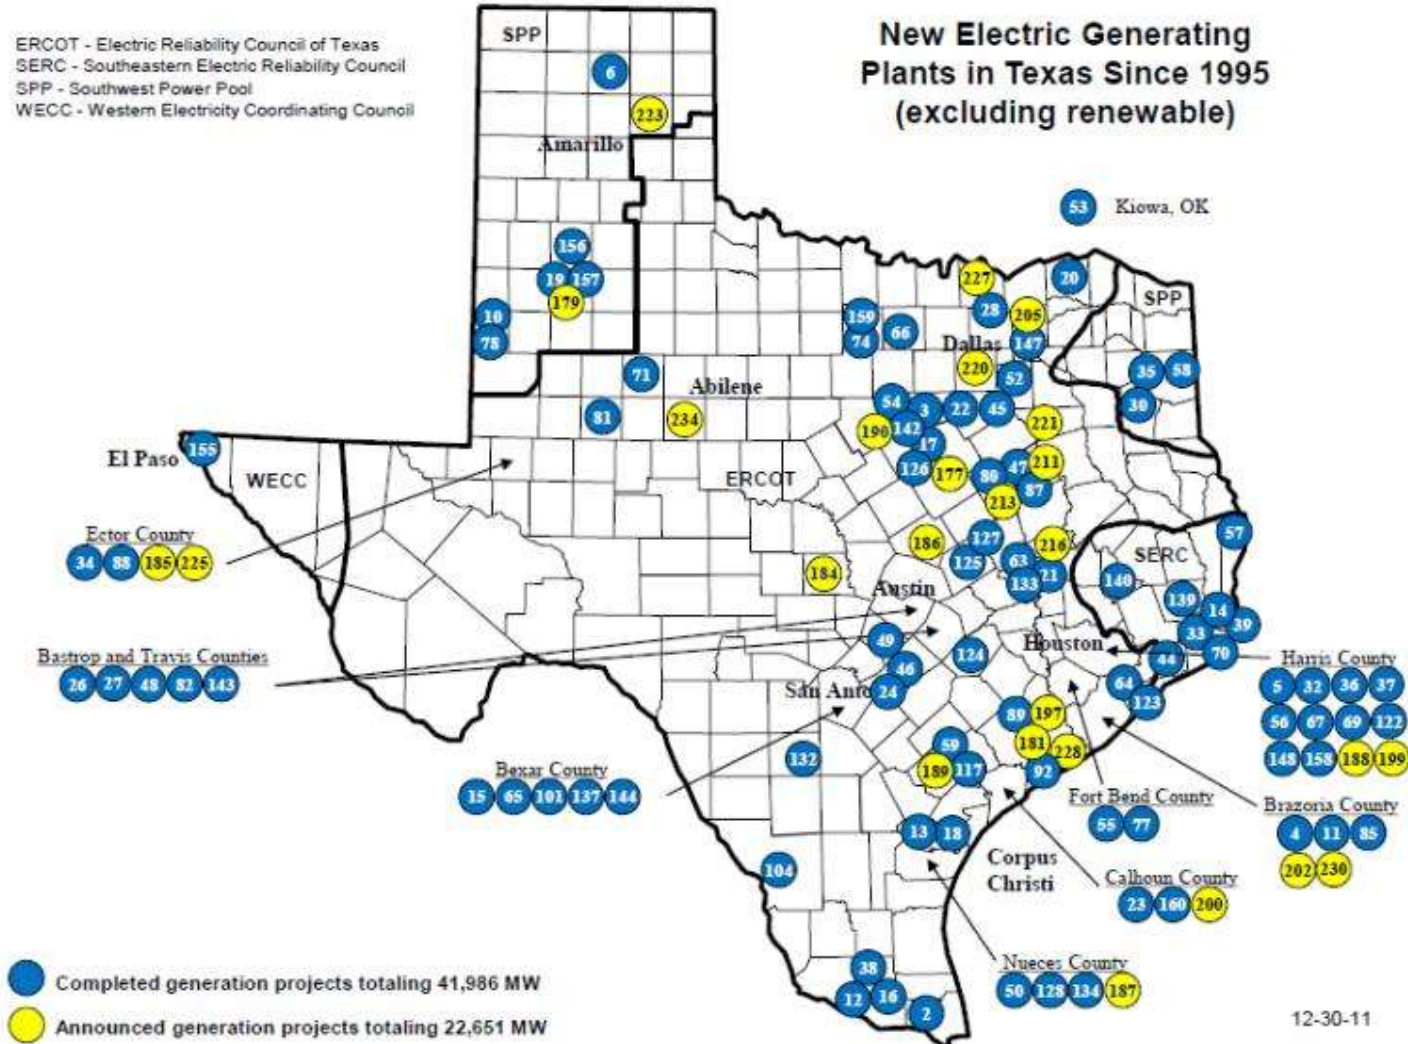 ERCOT - Electric Reliability Council of Texas
SERC - Southeastern Electric Reliability Council
SPP - Southwest Power Pool
WECC - Western Electricity Coordinating Council
New Electric Generating
Plants in Texas Since 1995
(excluding renewable)
SPP
6
223
Amarillo
53 Kiowa, OK
156
19 157
179
10
78
227
20
SPP
28
205
159
66
74
Dallas
147
220
52
35 58
30
71
Abilene
81
234
54
3 22 45
190 142
17
221
126 177
80 47 211
87
213
El Paso 155
WECC
ERCOT
Ector County
34 88 185 225
186
127
125
63 216
133 21
57
SERC
140
139
14
33 39
70
184
Austin
Bastrop and Travis Counties
26 27 48 82 143
49
46
24
124
Houston
44
64
123
San Anto
Harris County
5 32 36 37
56 67 69 122
148 158 188 199
89 197
181 228
92
59
189 117
132
Bexar County
15 65 101 137 144
Fort Bend County
55 77
Brazoria County
4 11 85
202 230
13 18
Corpus
Christi
104
Calhoun County
23 160 200
Nueces County
50 128 134 187
38
12 16
2
Completed generation projects totaling 41,986 MW
Announced generation projects totaling 22,651 MW
12-30-11